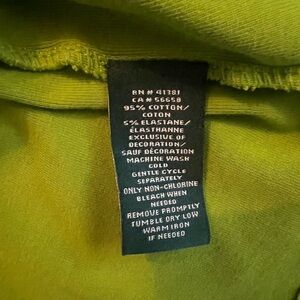 RN # 41381
CA # 56658
95% COTTON/
COTON
5% ELASTANE/
ÉLASTHANNE
EXCLUSIVE OF
DECORATION/
SAUF DÉCORATION
MACHINE WASH
COLD
GENTLE CYCLE
SEPARATELY
ONLY NON-CHLORINE
BLEACH WHEN
NEEDED
REMOVE PROMPTLY
TUMBLE DRY LOW
WARM IRON
IF NEEDED